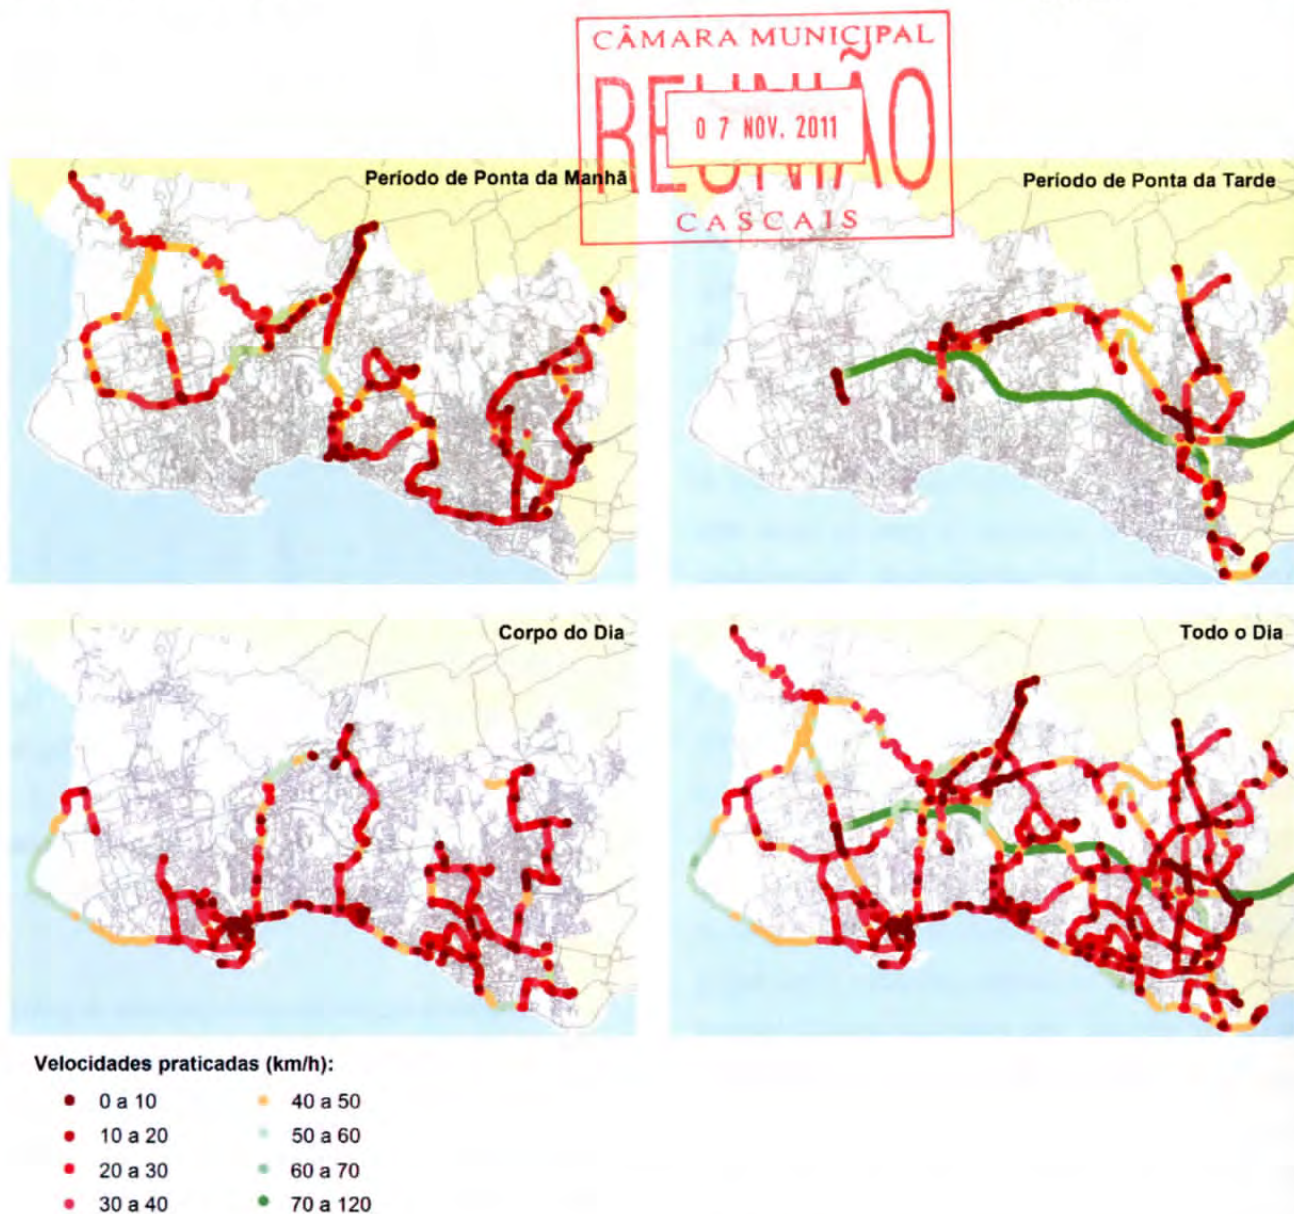 CÂMARA MUNICIPAL
REUNIÃO
07 NOV. 2011
CASCAIS
Período de Ponta da Manhã
Período de Ponta da Tarde
Corpo do Dia
Todo o Dia
Velocidades praticadas (km/h):
0 a 10
10 a 20
20 a 30
30 a 40
40 a 50
50 a 60
60 a 70
70 a 120